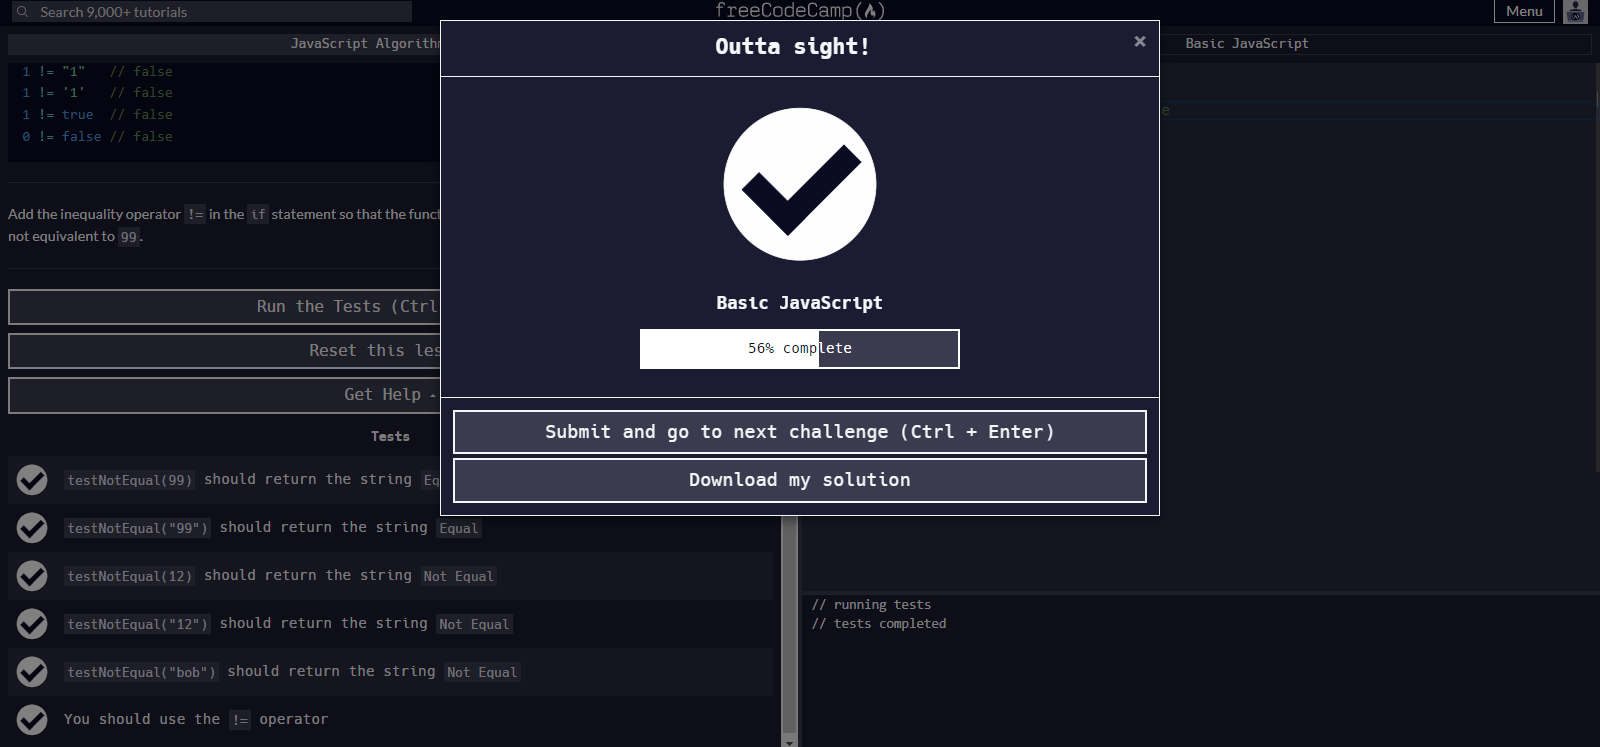 Search 9,000+ tutorials
freeCodeCamp(🔥)
Menu
JavaScript Algorithm
Basic JavaScript
1 != "1"   // false
1 != '1'   // false
1 != true  // false
0 != false // false
Add the inequality operator != in the if statement so that the funct
not equivalent to 99.
Run the Tests (Ctrl
Reset this les
Get Help
Tests
testNotEqual(99) should return the string Eq
testNotEqual("99") should return the string Equal
testNotEqual(12) should return the string Not Equal
testNotEqual("12") should return the string Not Equal
testNotEqual("bob") should return the string Not Equal
You should use the != operator
Outta sight!
×
Basic JavaScript
56% complete
Submit and go to next challenge (Ctrl + Enter)
Download my solution
e
// running tests
// tests completed